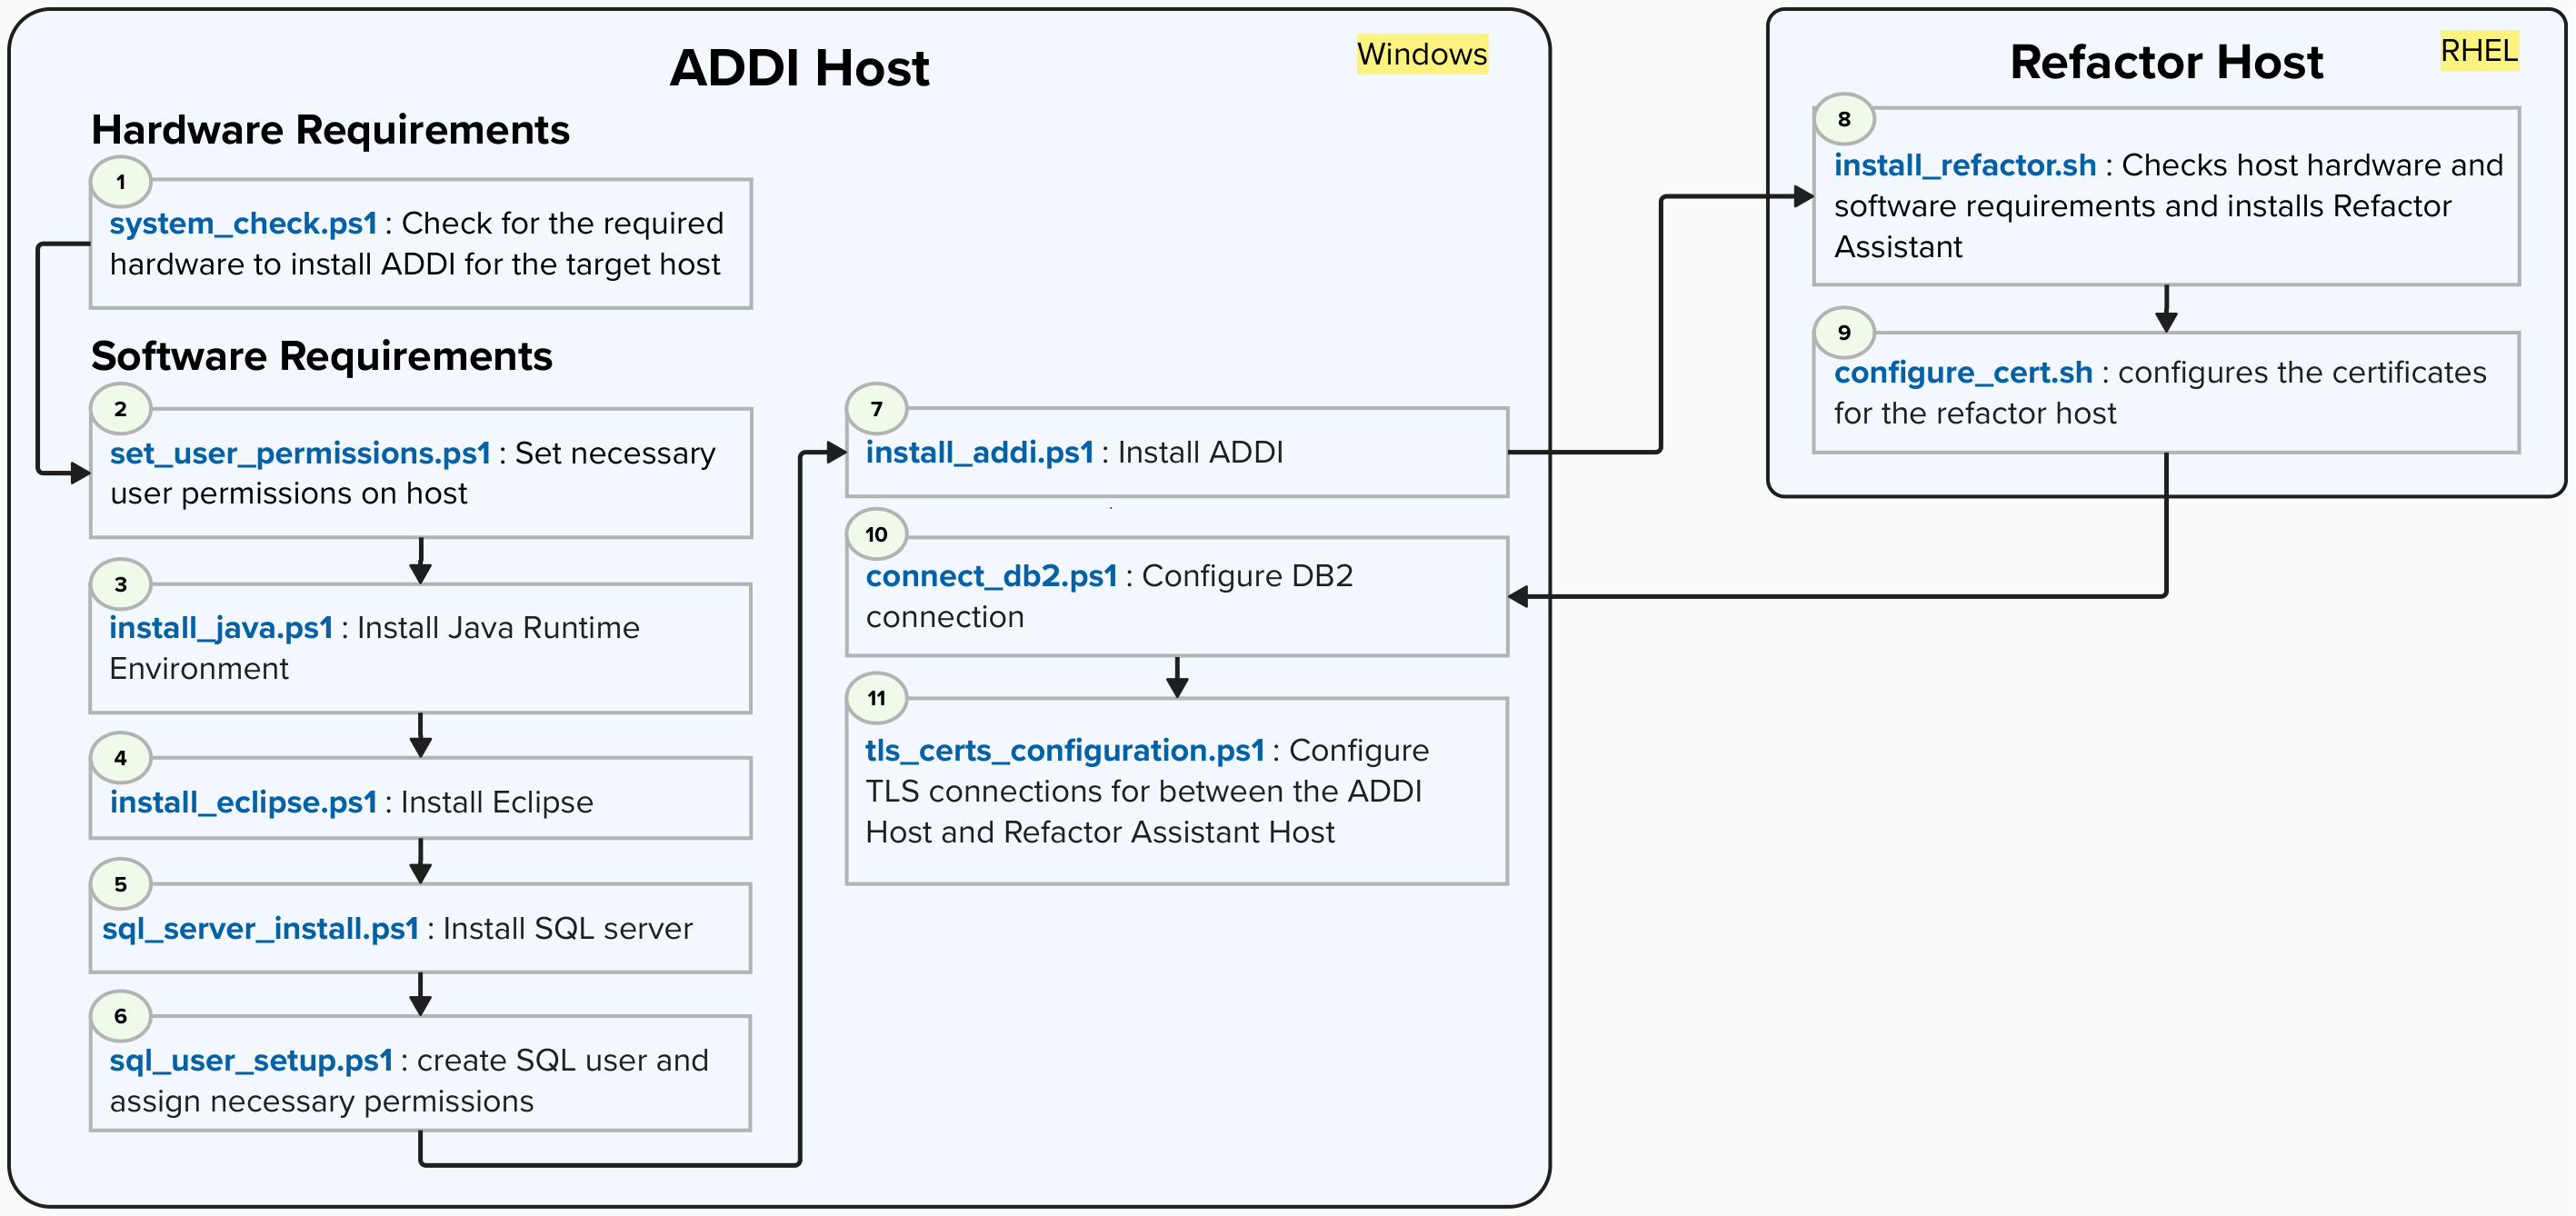 ADDI Host
Windows
Hardware Requirements
1
system_check.ps1 : Check for the required
hardware to install ADDI for the target host
Software Requirements
2
set_user_permissions.ps1 : Set necessary
user permissions on host
3
install_java.ps1 : Install Java Runtime
Environment
4
install_eclipse.ps1 : Install Eclipse
5
sql_server_install.ps1 : Install SQL server
6
sql_user_setup.ps1 : create SQL user and
assign necessary permissions
7
install_addi.ps1 : Install ADDI
Refactor Host
RHEL
8
install_refactor.sh : Checks host hardware and
software requirements and installs Refactor
Assistant
9
configure_cert.sh : configures the certificates
for the refactor host
10
connect_db2.ps1 : Configure DB2
connection
11
tls_certs_configuration.ps1 : Configure
TLS connections for between the ADDI
Host and Refactor Assistant Host